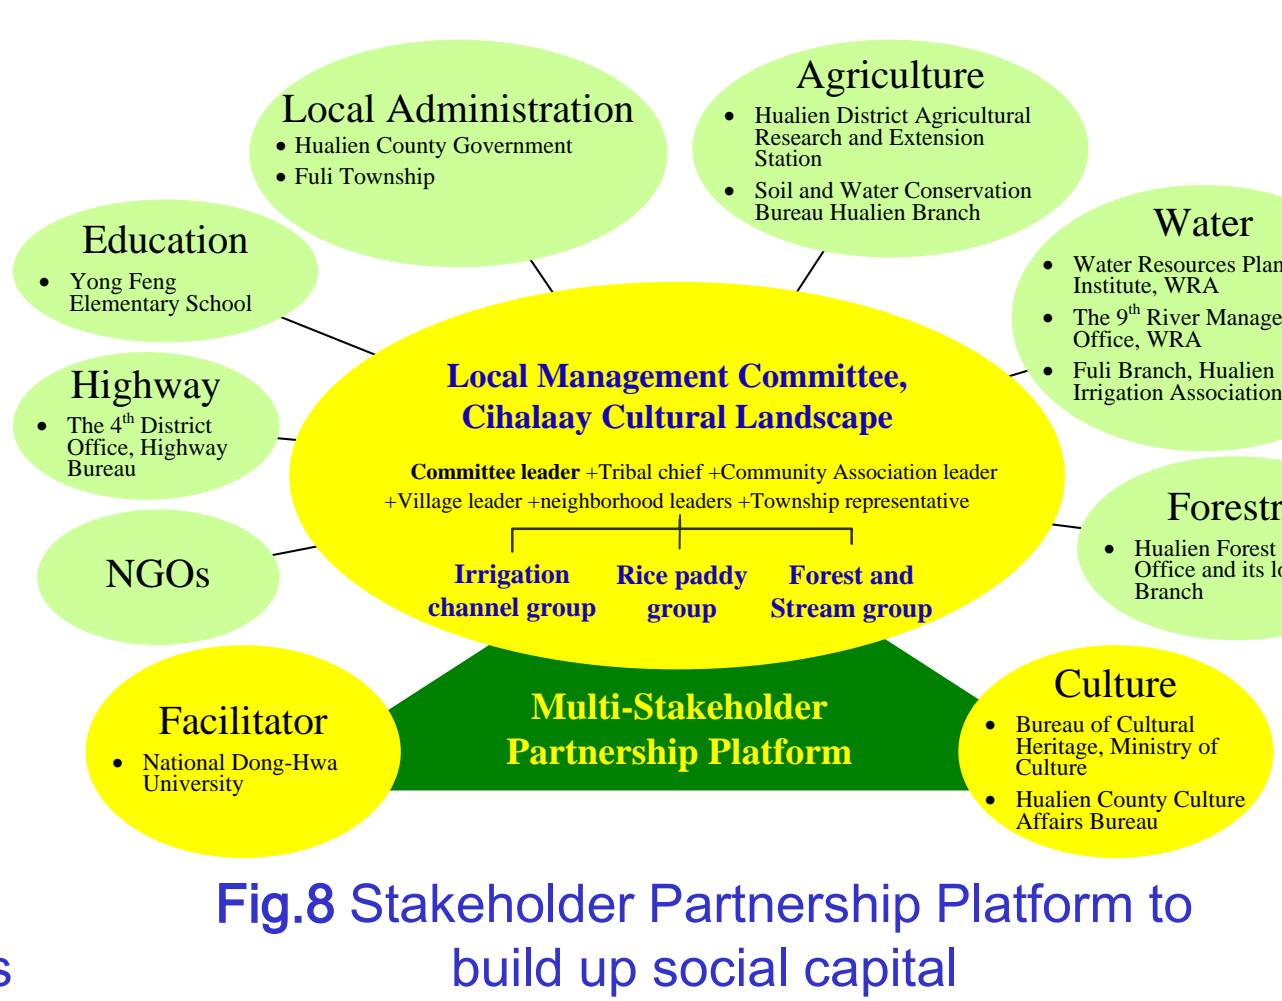 Local Administration
• Hualien County Government
• Fuli Township
Agriculture
• Hualien District Agricultural
Research and Extension
Station
• Soil and Water Conservation
Bureau Hualien Branch
Education
• Yong Feng
Elementary School
Water
• Water Resources Plan
Institute, WRA
• The 9th River Manage
Office, WRA
• Fuli Branch, Hualien
Irrigation Association
Highway
• The 4th District
Office, Highway
Bureau
Local Management Committee,
Cihalaay Cultural Landscape
Committee leader +Tribal chief +Community Association leader
+Village leader +neighborhood leaders +Township representative
Irrigation
channel group
Rice paddy
group
Forest and
Stream group
NGOs
Forestr
• Hualien Forest
Office and its lo
Branch
Facilitator
• National Dong-Hwa
University
Multi-Stakeholder
Partnership Platform
Culture
• Bureau of Cultural
Heritage, Ministry of
Culture
• Hualien County Culture
Affairs Bureau
Fig.8 Stakeholder Partnership Platform to
build up social capital
s